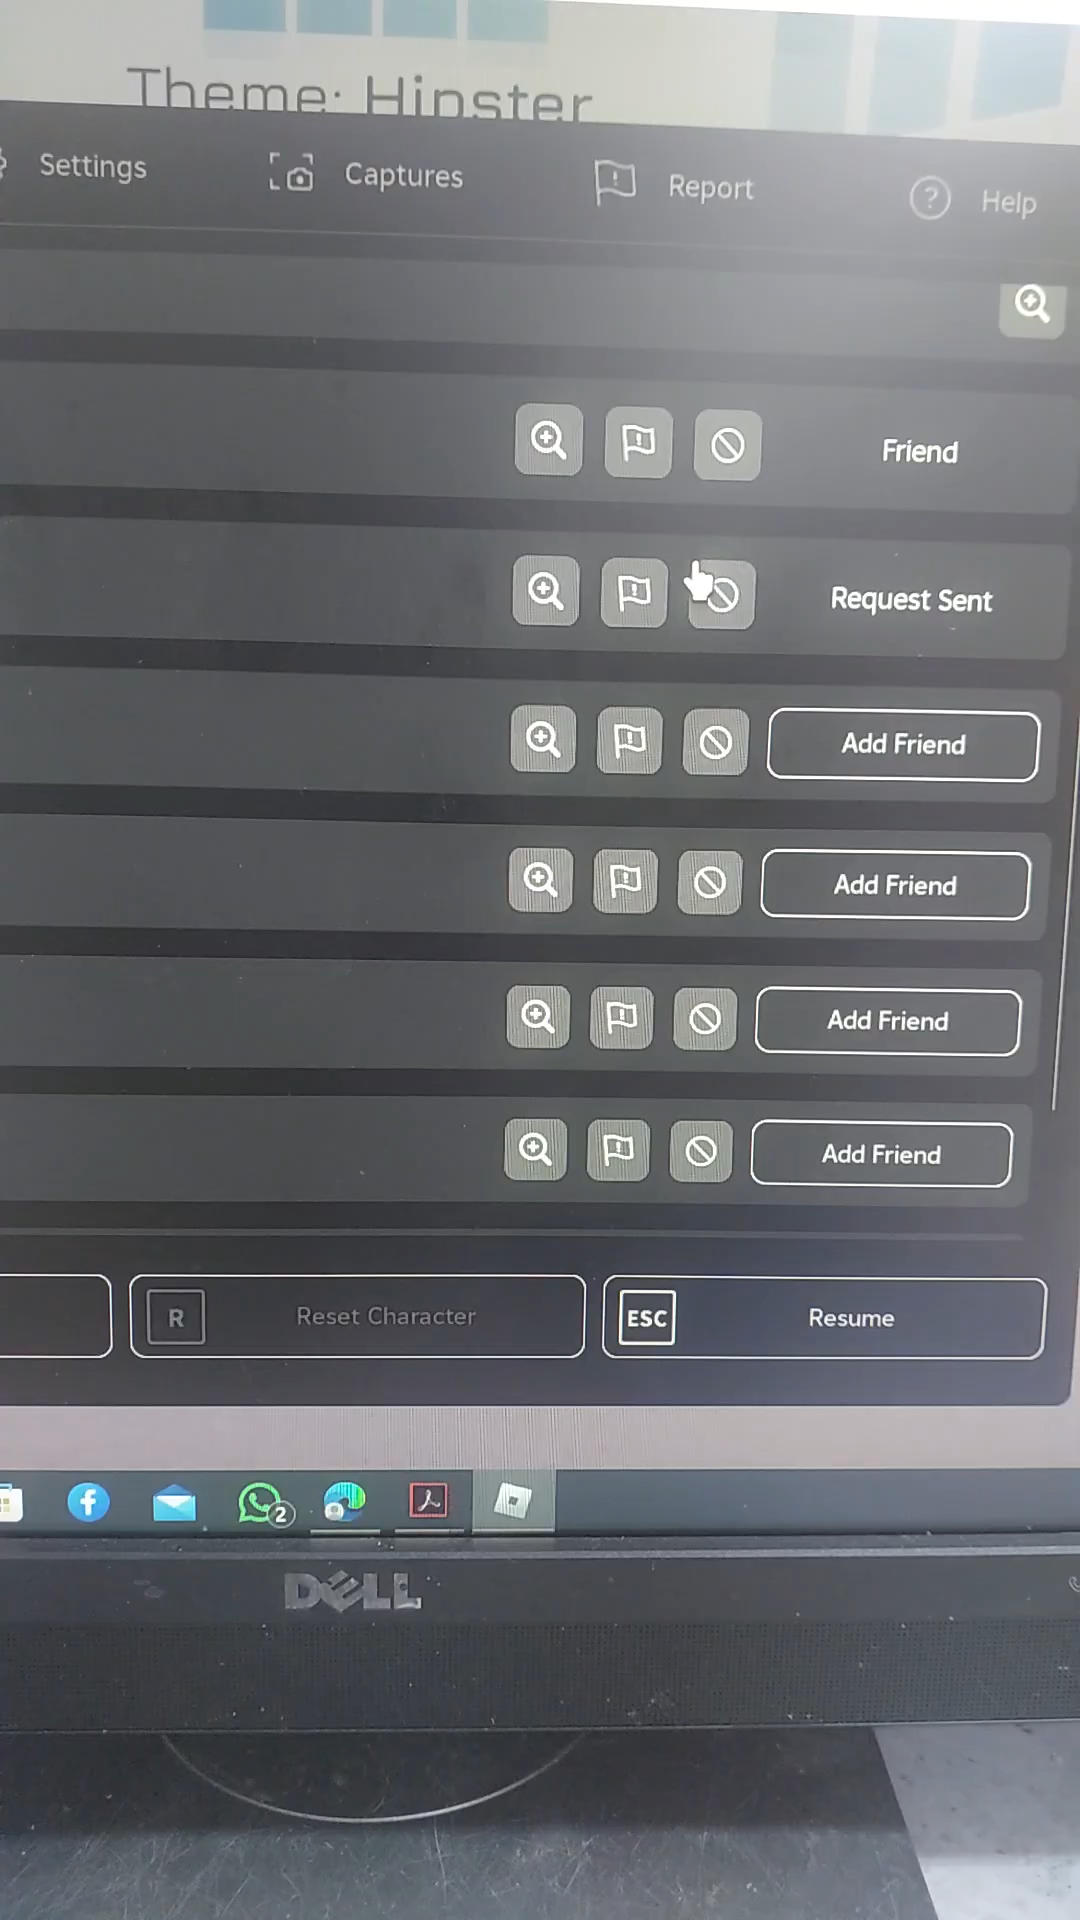 Theme: Hipster
Settings
Captures
Report
? Help
Friend
Request Sent
Add Friend
Add Friend
Add Friend
Add Friend
R Reset Character
ESC Resume
f 2
DELL